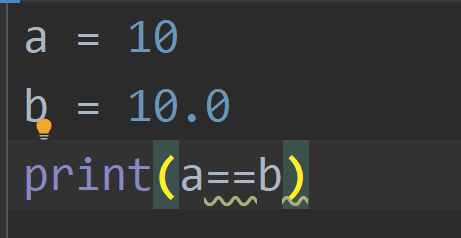 a = 10
b = 10.0
print(a==b)